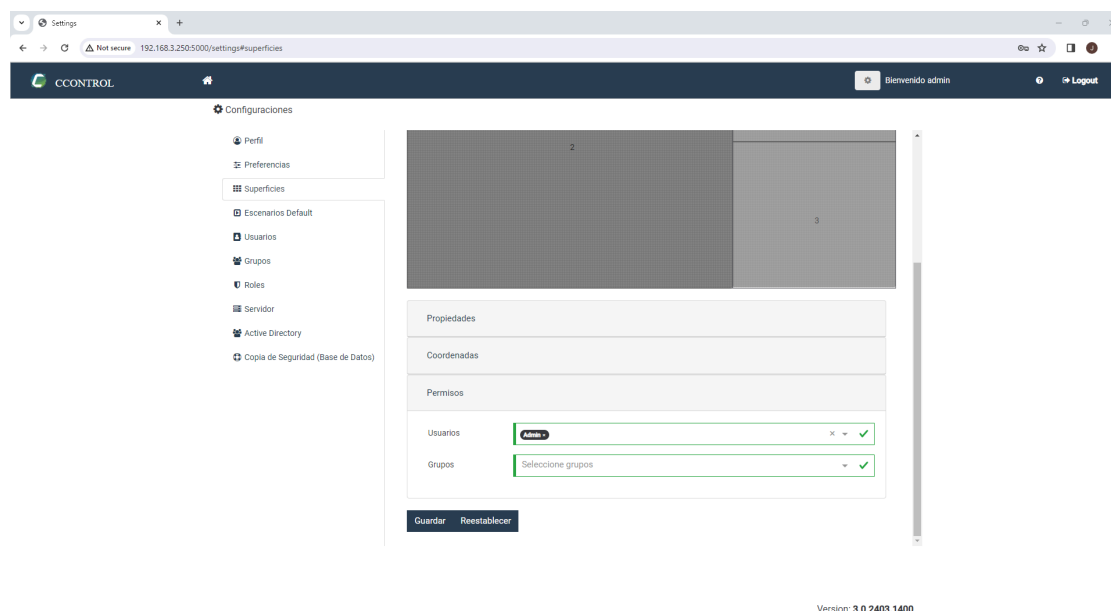 Settings
Not secure 192.168.3.250:5000/settings#superficies
CCONTROL
Bienvenido admin
Logout
Configuraciones
Perfil
Preferencias
Superficies
Escenarios Default
Usuarios
Grupos
Roles
Servidor
Active Directory
Copia de Seguridad (Base de Datos)
2
3
Propiedades
Coordenadas
Permisos
Usuarios
Admin
Grupos
Seleccione grupos
Guardar Reestablecer
Version: 3.0.2403.1400